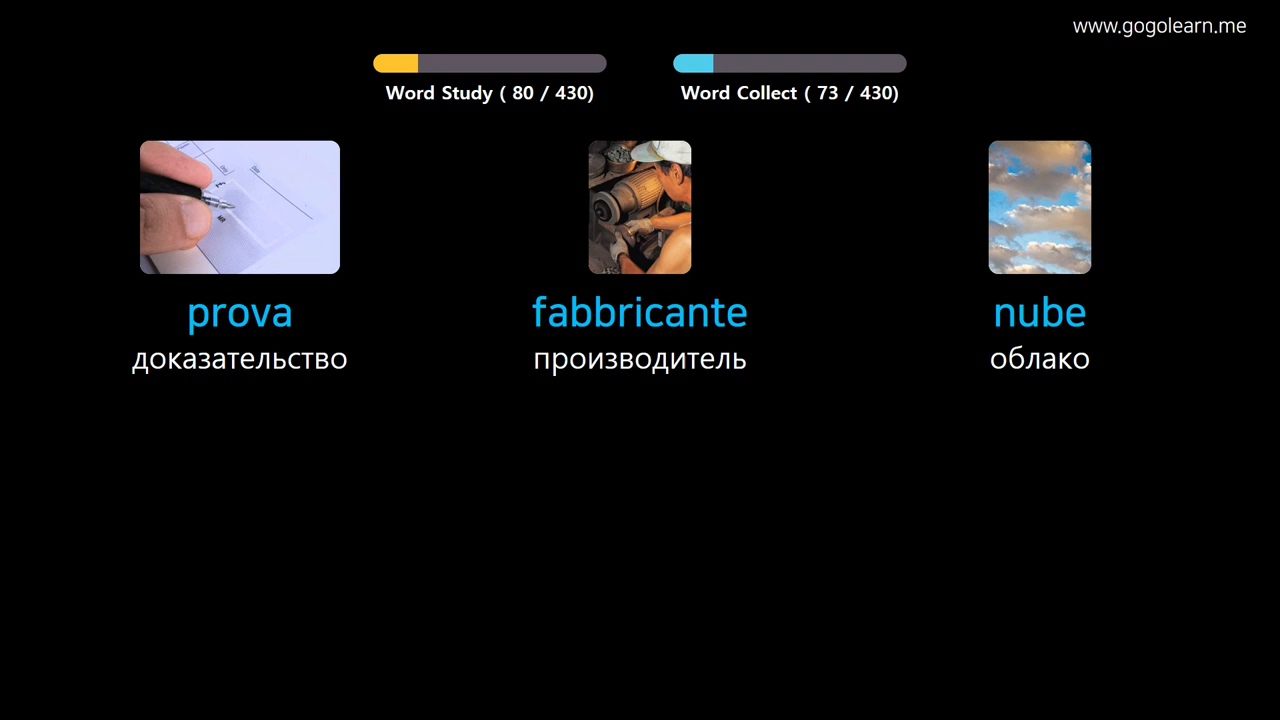 www.gogolearn.me
Word Study ( 80 / 430)
Word Collect ( 73 / 430)
prova
доказательство
fabbricante
производитель
nube
облако